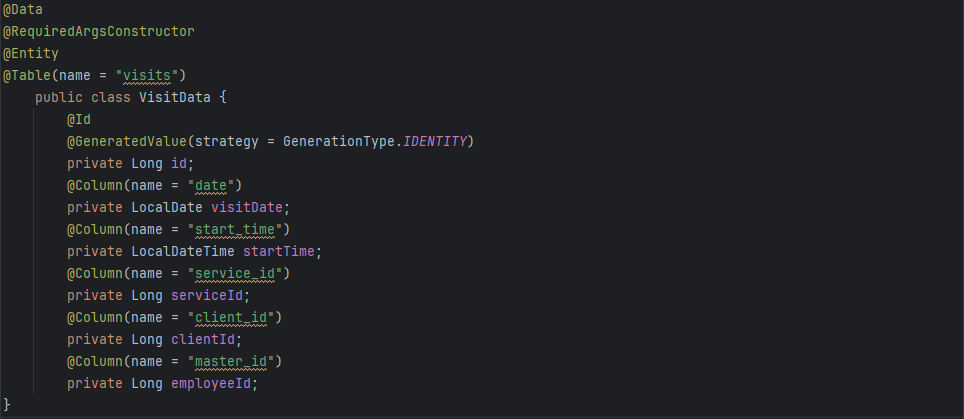 @Data
@RequiredArgsConstructor
@Entity
@Table(name = "visits")
public class VisitData {
@Id
@GeneratedValue(strategy = GenerationType.IDENTITY)
private Long id;
@Column(name = "date")
private LocalDate visitDate;
@Column(name = "start_time")
private LocalDateTime startTime;
@Column(name = "service_id")
private Long serviceId;
@Column(name = "client_id")
private Long clientId;
@Column(name = "master_id")
private Long employeeId;
}